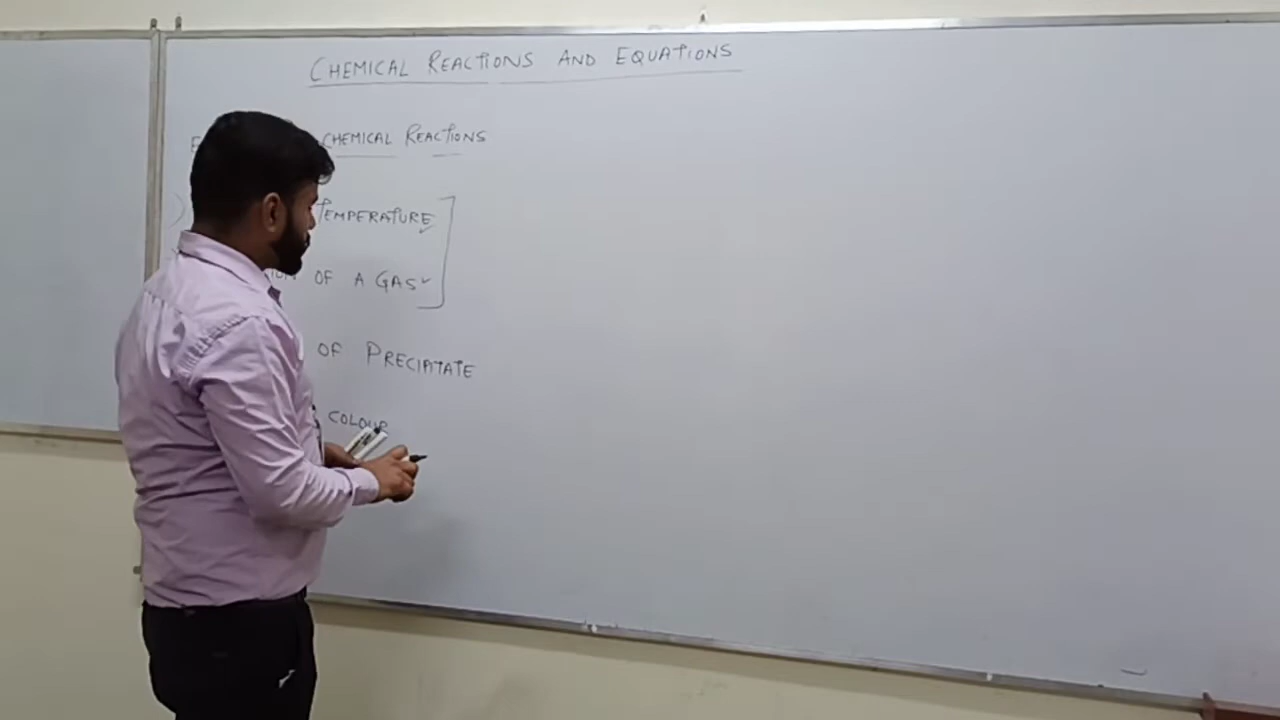 CHEMICAL REACTIONS AND EQUATIONS
CHEMICAL REACTIONS
TEMPERATURE
OF A GAS
OF PRECIPITATE
COLOUR